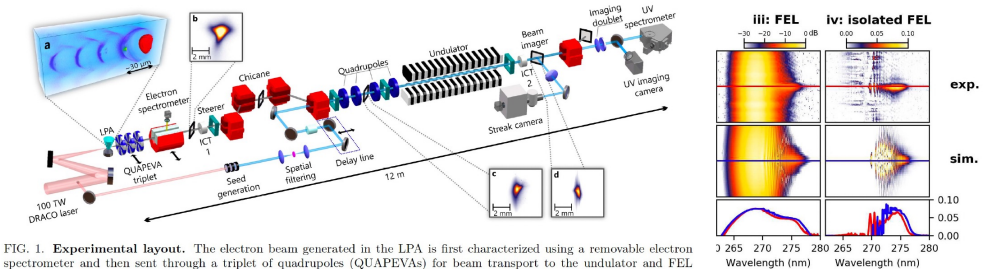 a
~30 μm
b
2 mm
Electron
spectrometer
Steerer
Chicane
Quadrupoles
Undulator
Beam
imager
ICT
2
Imaging
doublet
UV
spectrometer
UV imaging
camera
Streak camera
LPA
QUAPEVA
triplet
ICT
1
Delay line
Spatial
filtering
Seed
generation
100 TW
DRACO laser
12 m
c
2 mm
d
2 mm
FIG. 1. Experimental layout. The electron beam generated in the LPA is first characterized using a removable electron
spectrometer and then sent through a triplet of quadrupoles (QUAPEVAs) for beam transport to the undulator and FEL
iii: FEL
iv: isolated FEL
−30 −20 −10 0 dB
0.00 0.05 0.10
exp.
sim.
0.10
0.05
0.00
265 270 275 280
265 270 275 280
Wavelength (nm)
Wavelength (nm)